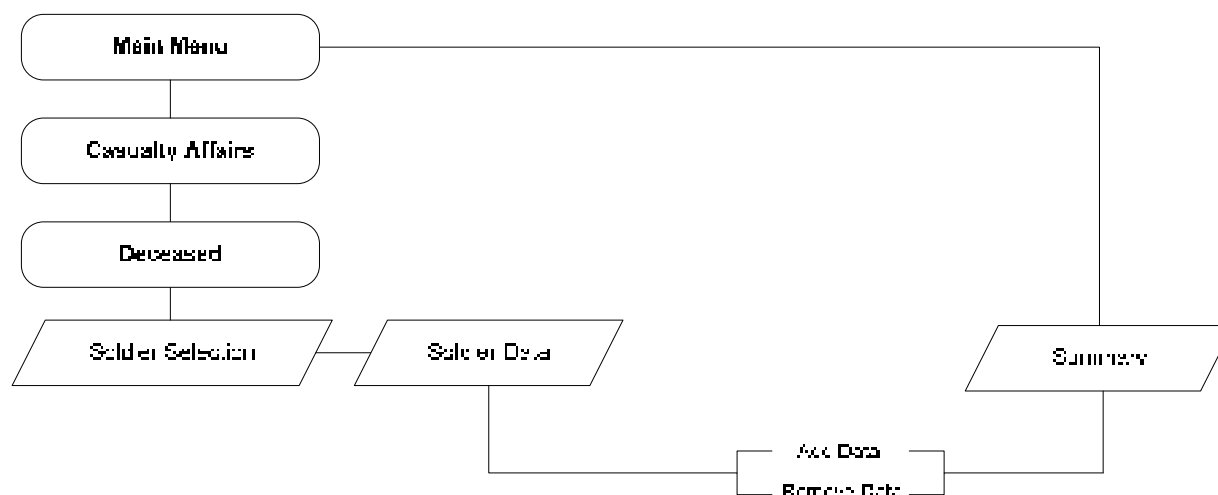 Main Menu
Casualty Affairs
Deceased
Soldier Selection
Soldier Data
Summary
Add Data
Remove Data